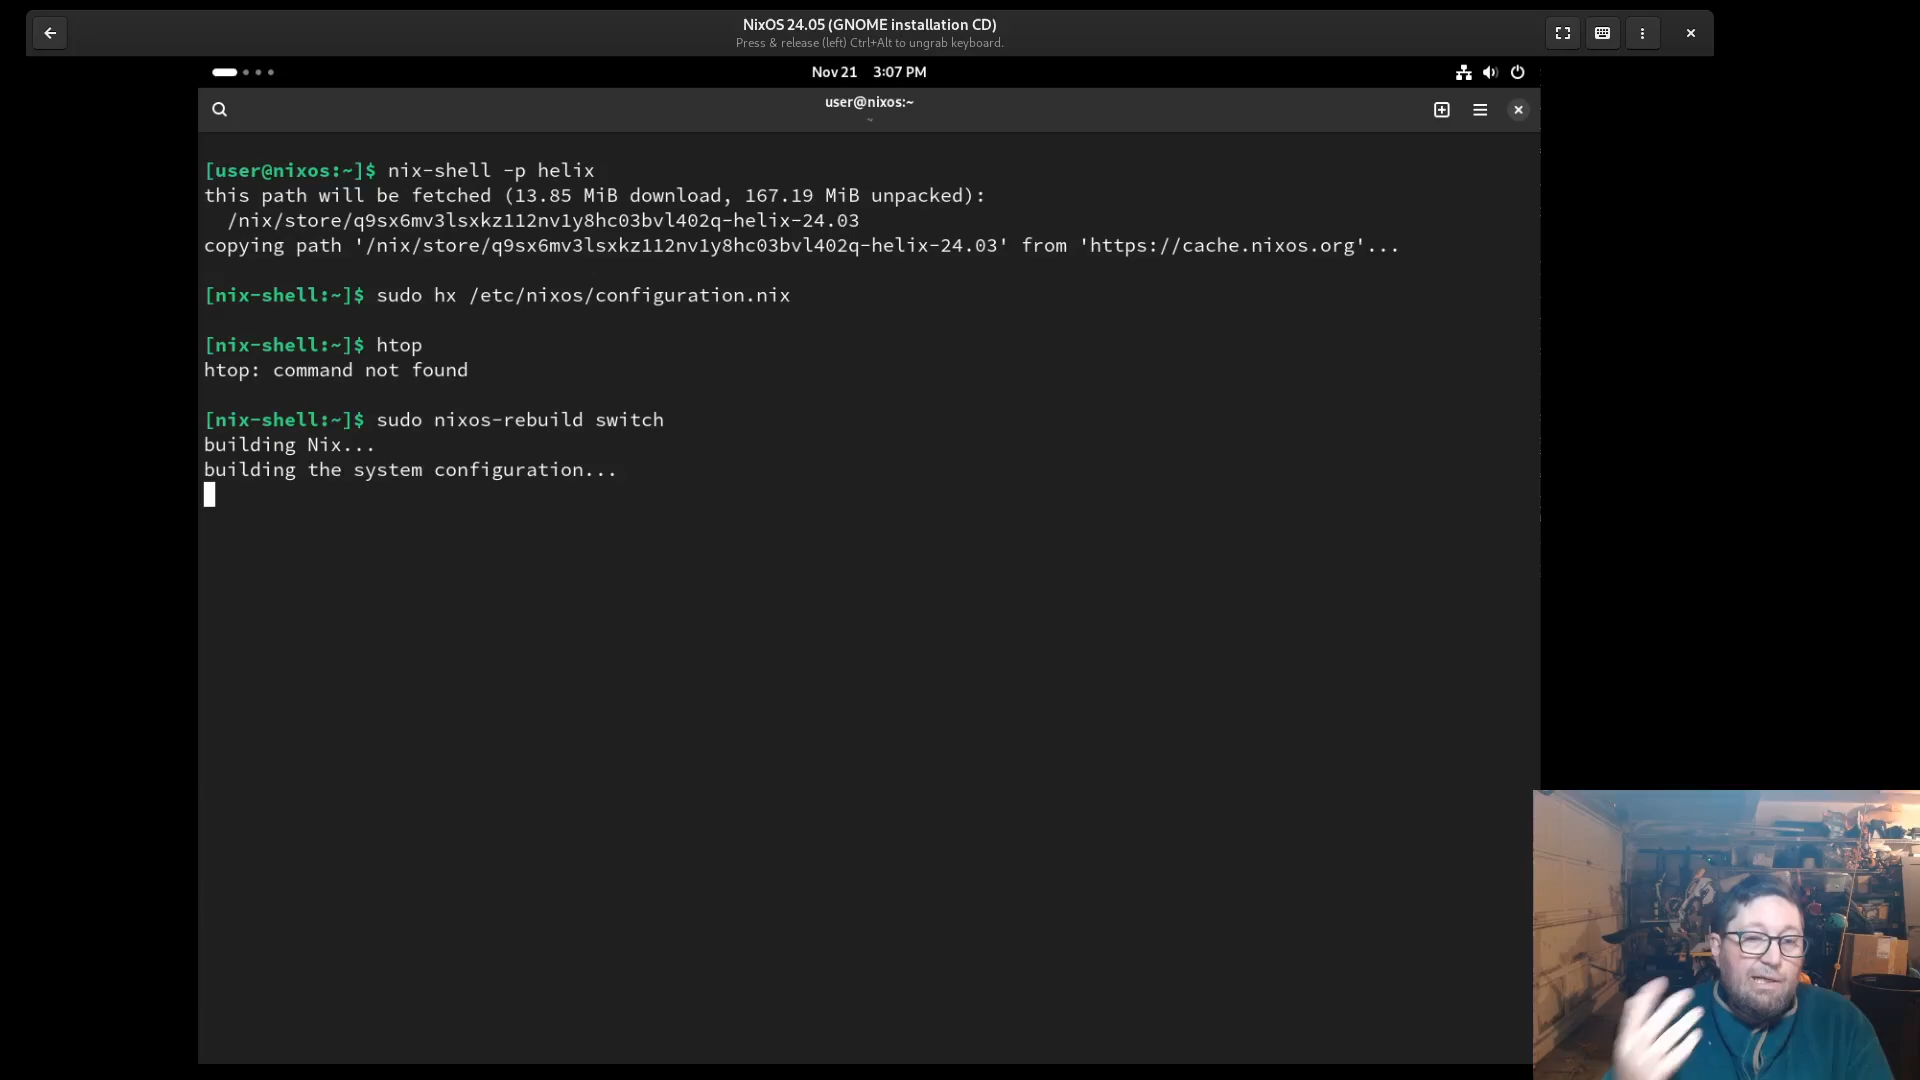 NixOS 24.05 (GNOME installation CD)
Press & release (left) Ctrl+Alt to ungrab keyboard.
Nov 21 3:07 PM
user@nixos:~
~
[user@nixos:~]$ nix-shell -p helix
this path will be fetched (13.85 MiB download, 167.19 MiB unpacked):
/nix/store/q9sx6mv3lsxkz112nv1y8hc03bvl402q-helix-24.03
copying path '/nix/store/q9sx6mv3lsxkz112nv1y8hc03bvl402q-helix-24.03' from 'https://cache.nixos.org'...
[nix-shell:~]$ sudo hx /etc/nixos/configuration.nix
[nix-shell:~]$ htop
htop: command not found
[nix-shell:~]$ sudo nixos-rebuild switch
building Nix...
building the system configuration...